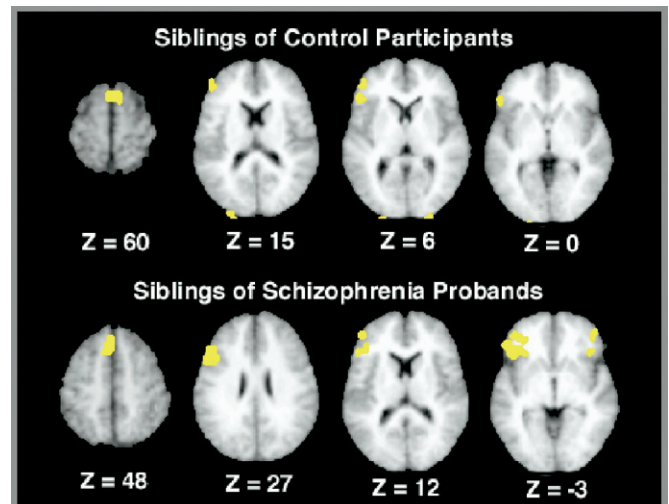 Siblings of Control Participants
Z = 60 Z = 15 Z = 6 Z = 0
Siblings of Schizophrenia Probands
Z = 48 Z = 27 Z = 12 Z = -3